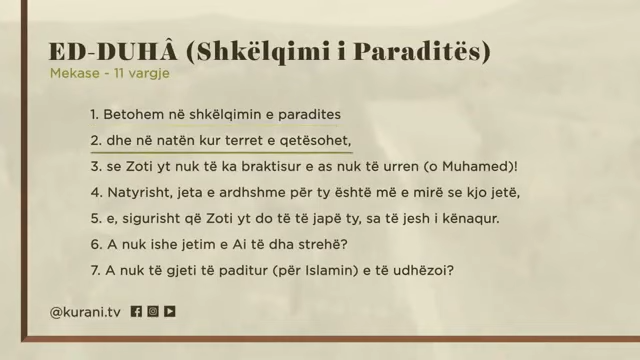 ED-DUHÂ (Shkëlqimi i Paraditës)
Mekase - 11 vargje
1. Betohem në shkëlqimin e paradites
2. dhe në natën kur terret e qetësohet,
3. se Zoti yt nuk të ka braktisur e as nuk të urren (o Muhamed)!
4. Natyrisht, jeta e ardhshme për ty është më e mirë se kjo jetë,
5. e, sigurisht që Zoti yt do të të japë ty, sa të jesh i kënaqur.
6. A nuk ishe jetim e Ai të dha strehë?
7. A nuk të gjeti të paditur (për Islamin) e të udhëzoi?
@kurani.tv